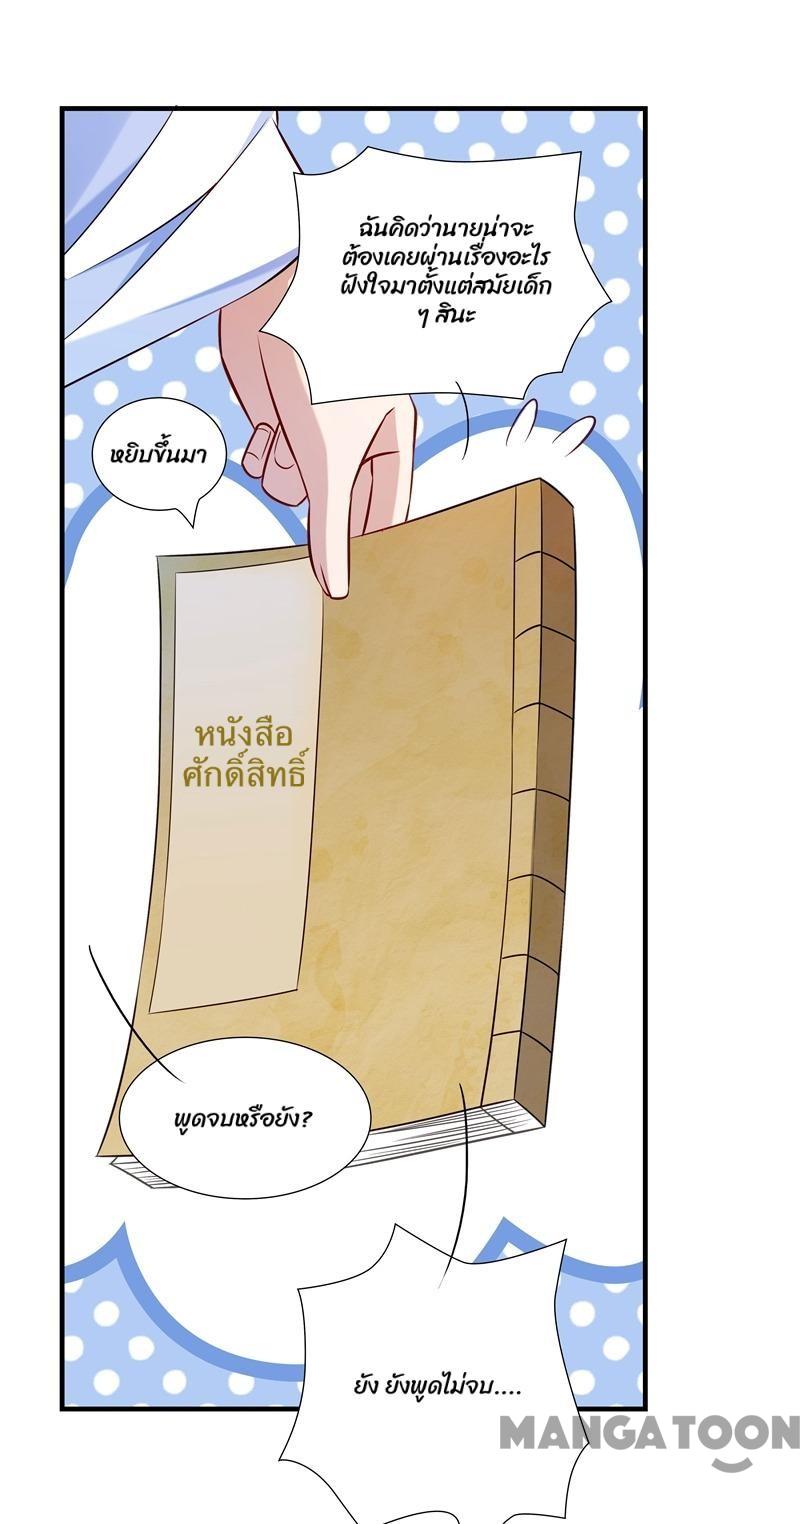 ฉันคิดว่านายน่าจะ
ต้องเคยผ่านเรื่องอะไร
ฝังใจมาตั้งแต่สมัยเด็ก
ๆ สินะ
หยิบขึ้นมา
หนังสือ
ศักดิ์สิทธิ์
พูดจบหรือยัง?
ยัง ยังพูดไม่จบ....
MANGATOON